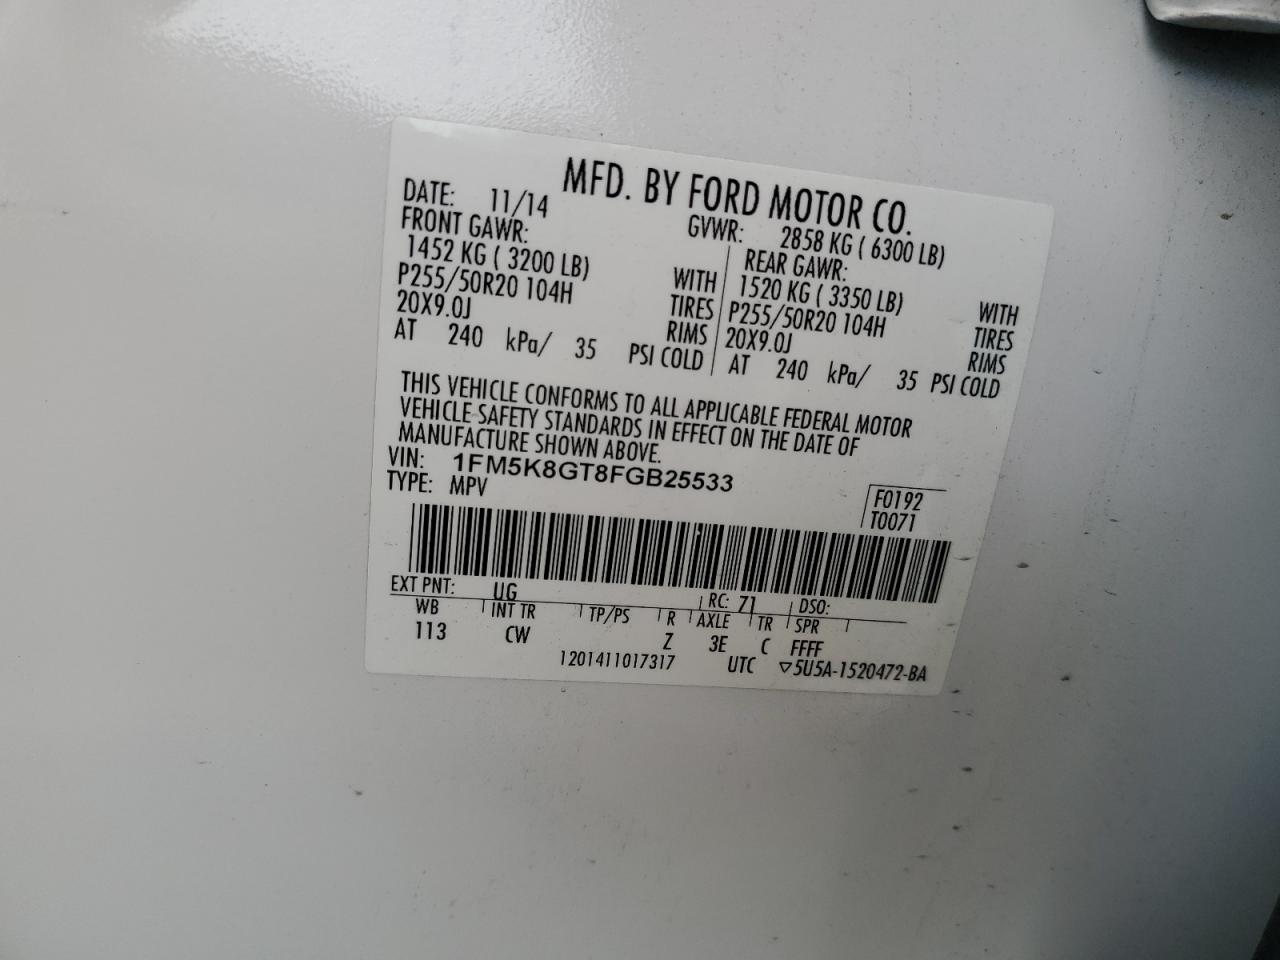 MFD. BY FORD MOTOR CO.
DATE: 11/14 GVWR: 2858 KG ( 6300 LB)
FRONT GAWR: REAR GAWR:
1452 KG ( 3200 LB) WITH 1520 KG ( 3350 LB) WITH
P255/50R20 104H TIRES P255/50R20 104H TIRES
20X9.0J RIMS 20X9.0J RIMS
AT 240 kPa/ 35 PSI COLD AT 240 kPa/ 35 PSI COLD
THIS VEHICLE CONFORMS TO ALL APPLICABLE FEDERAL MOTOR
VEHICLE SAFETY STANDARDS IN EFFECT ON THE DATE OF
MANUFACTURE SHOWN ABOVE.
VIN: 1FM5K8GT8FGB25533
TYPE: MPV
F0192
T0071
EXT PNT: UG RC: 71 DSO:
WB INT TR TP/PS R AXLE TR SPR
113 CW Z 3E C FFFF
1201411017317 UTC ▽5U5A-1520472-BA